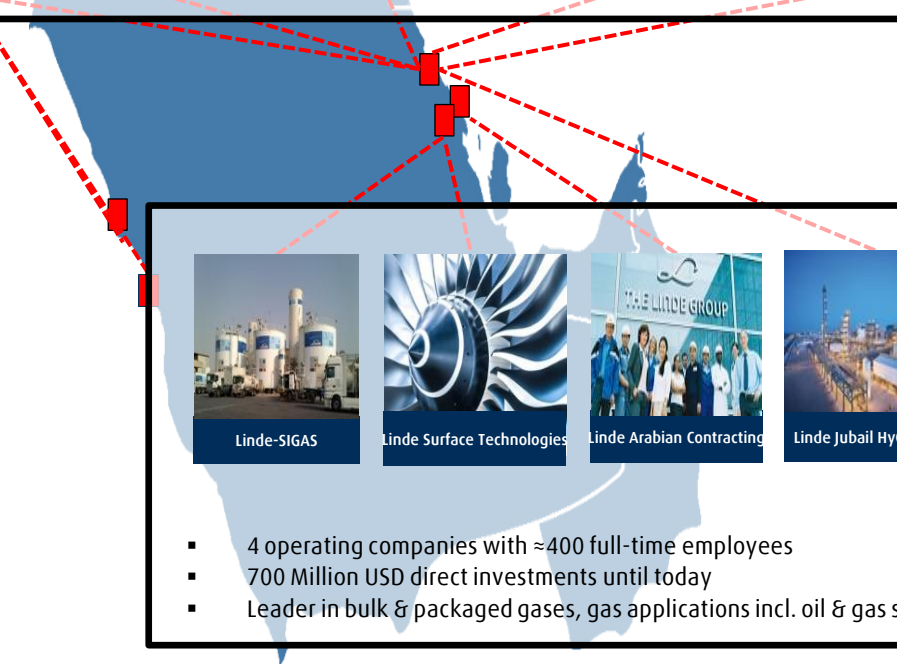 THE LINDE GROUP
Linde-SIGAS
Linde Surface Technologies
Linde Arabian Contracting
Linde Jubail
▪ 4 operating companies with ≈400 full-time employees
▪ 700 Million USD direct investments until today
▪ Leader in bulk & packaged gases, gas applications incl. oil & gas